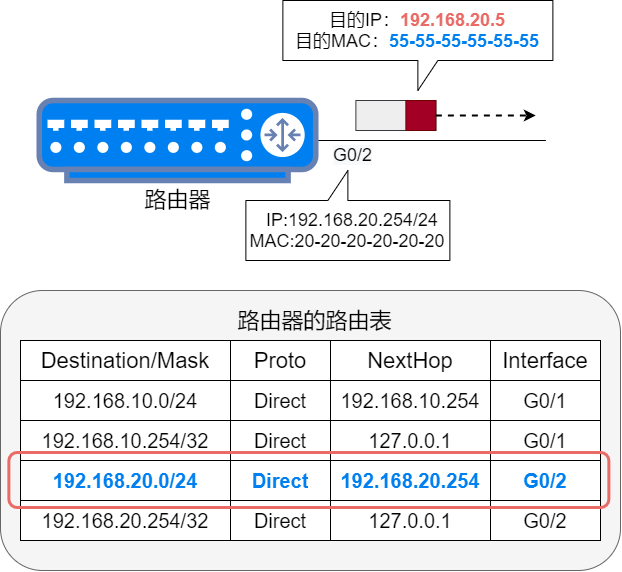 目的IP：192.168.20.5
目的MAC：55-55-55-55-55-55
G0/2
路由器
IP:192.168.20.254/24
MAC:20-20-20-20-20-20
路由器的路由表
Destination/Mask Proto NextHop Interface
192.168.10.0/24 Direct 192.168.10.254 G0/1
192.168.10.254/32 Direct 127.0.0.1 G0/1
192.168.20.0/24 Direct 192.168.20.254 G0/2
192.168.20.254/32 Direct 127.0.0.1 G0/2